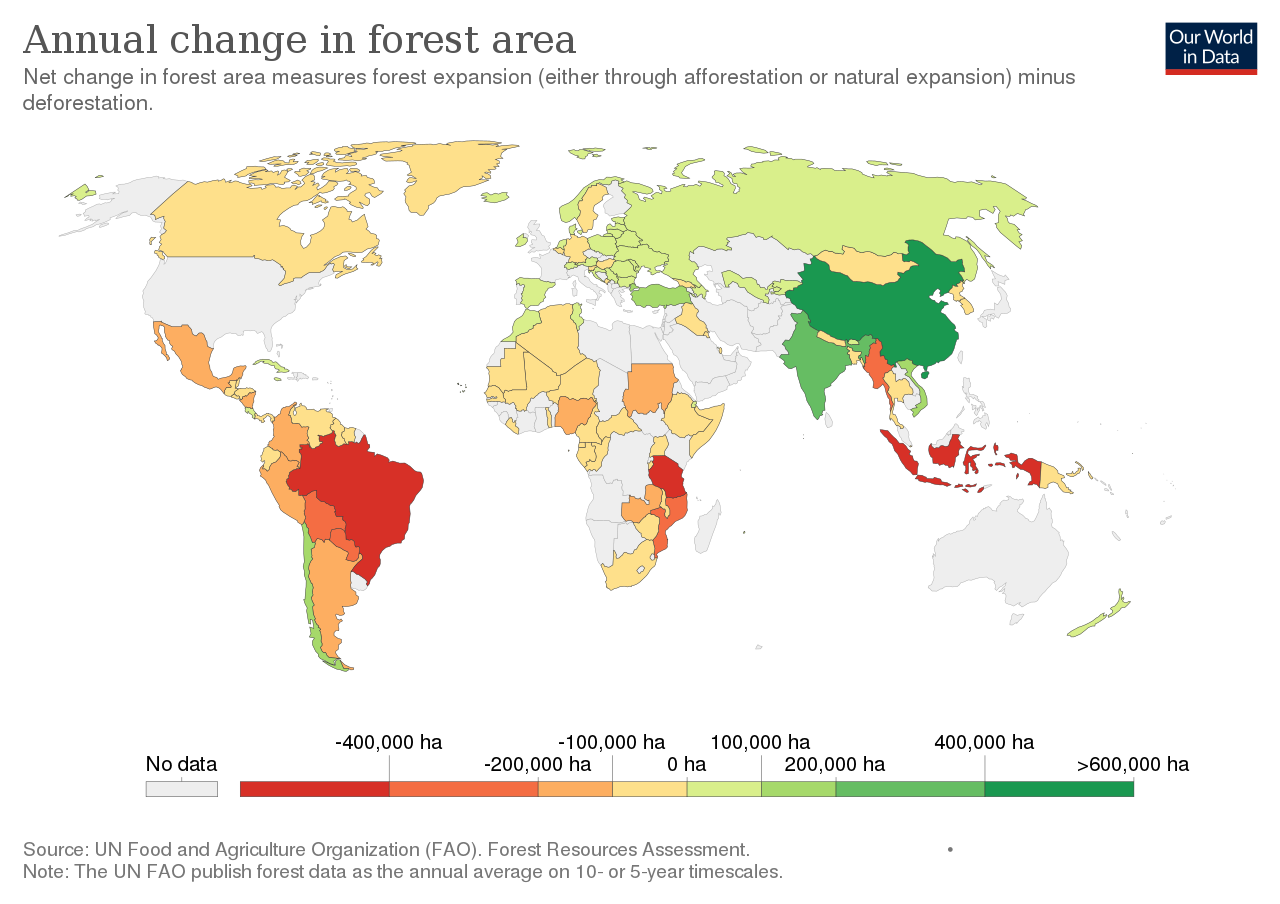 Annual change in forest area
Our World
in Data
Net change in forest area measures forest expansion (either through afforestation or natural expansion) minus
deforestation.
-400,000 ha
-100,000 ha
100,000 ha
400,000 ha
No data
-200,000 ha
0 ha
200,000 ha
>600,000 ha
Source: UN Food and Agriculture Organization (FAO). Forest Resources Assessment.
Note: The UN FAO publish forest data as the annual average on 10- or 5-year timescales.